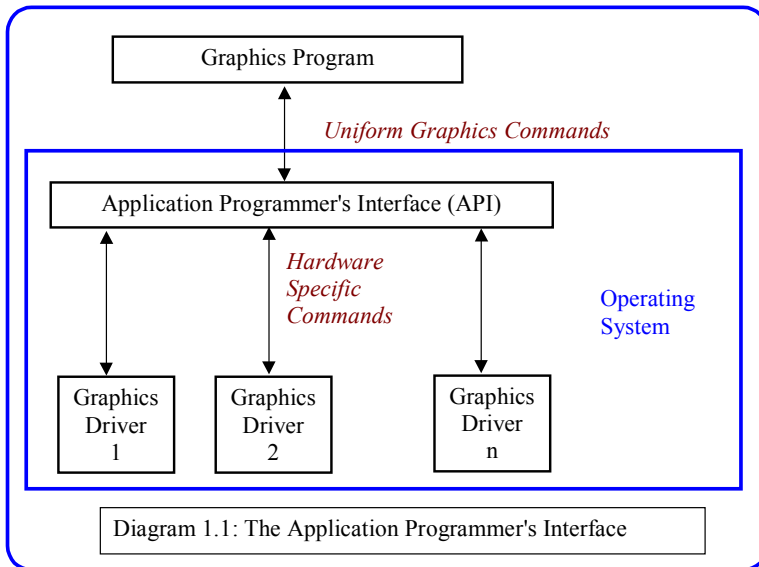 Graphics Program
Uniform Graphics Commands
Application Programmer's Interface (API)
Hardware
Specific
Commands
Operating
System
Graphics
Driver
1
Graphics
Driver
2
Graphics
Driver
n
Diagram 1.1: The Application Programmer's Interface